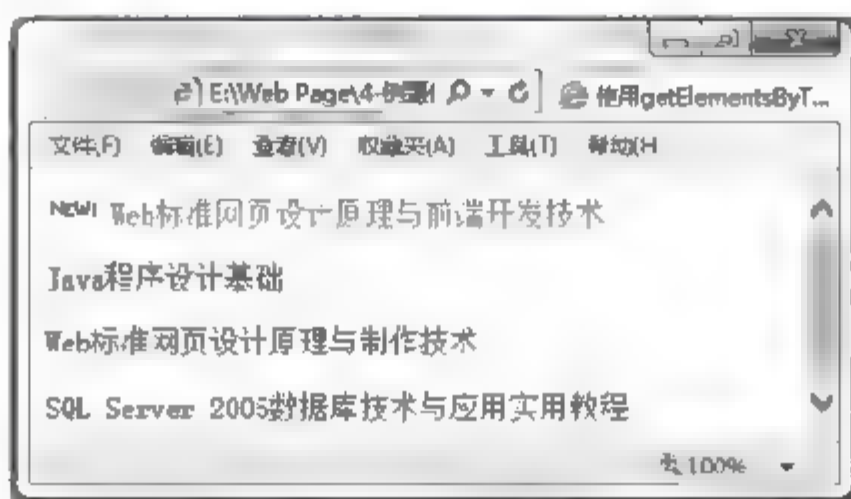 E:\Web Page\4- 使用getElementsByT...
文件(F) 编辑(E) 查看(V) 收藏夹(A) 工具(T) 帮助(H
NEW! Web标准网页设计原理与前端开发技术
Java程序设计基础
Web标准网页设计原理与制作技术
SQL Server 2005数据库技术与应用实用教程
100%